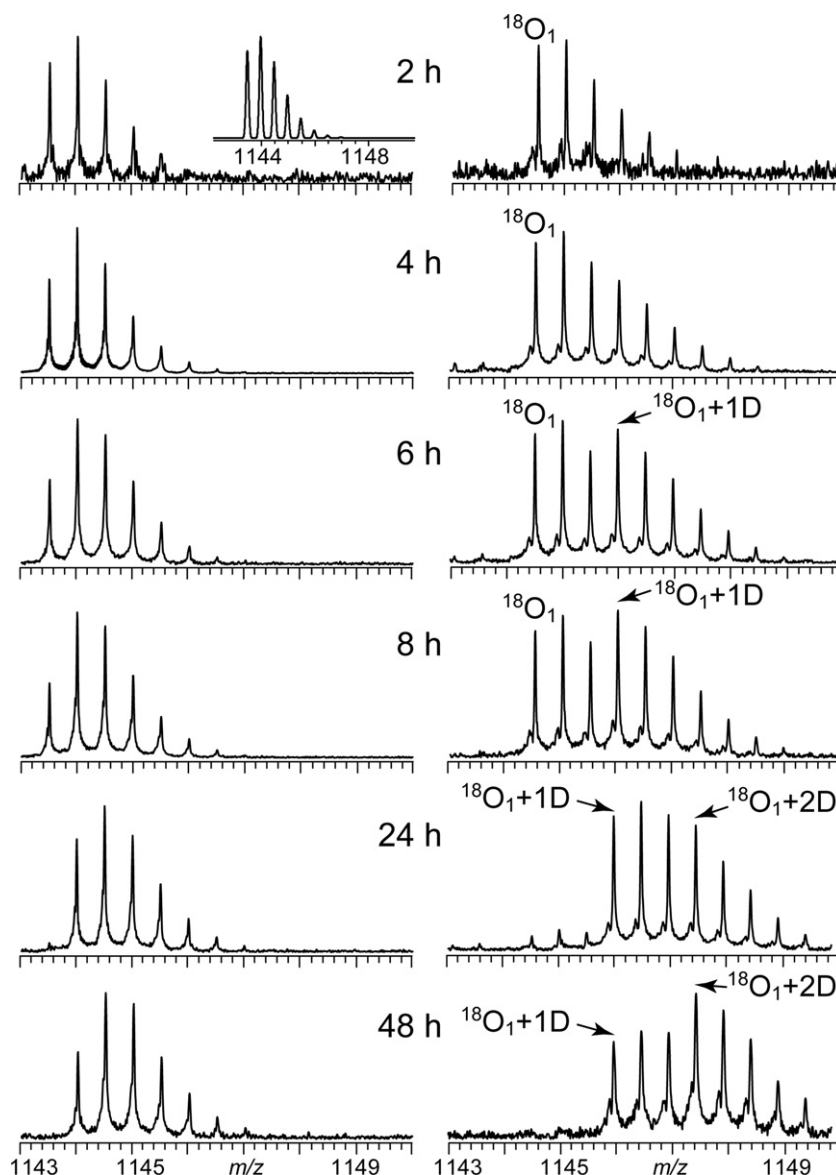 ¹⁸O₁
2 h
1144 1148
¹⁸O₁
4 h
¹⁸O₁
¹⁸O₁+1D
6 h
¹⁸O₁
¹⁸O₁+1D
8 h
¹⁸O₁+1D
¹⁸O₁+2D
24 h
¹⁸O₁+1D
¹⁸O₁+2D
48 h
1143 1145 m/z 1149 1143 1145 m/z 1149